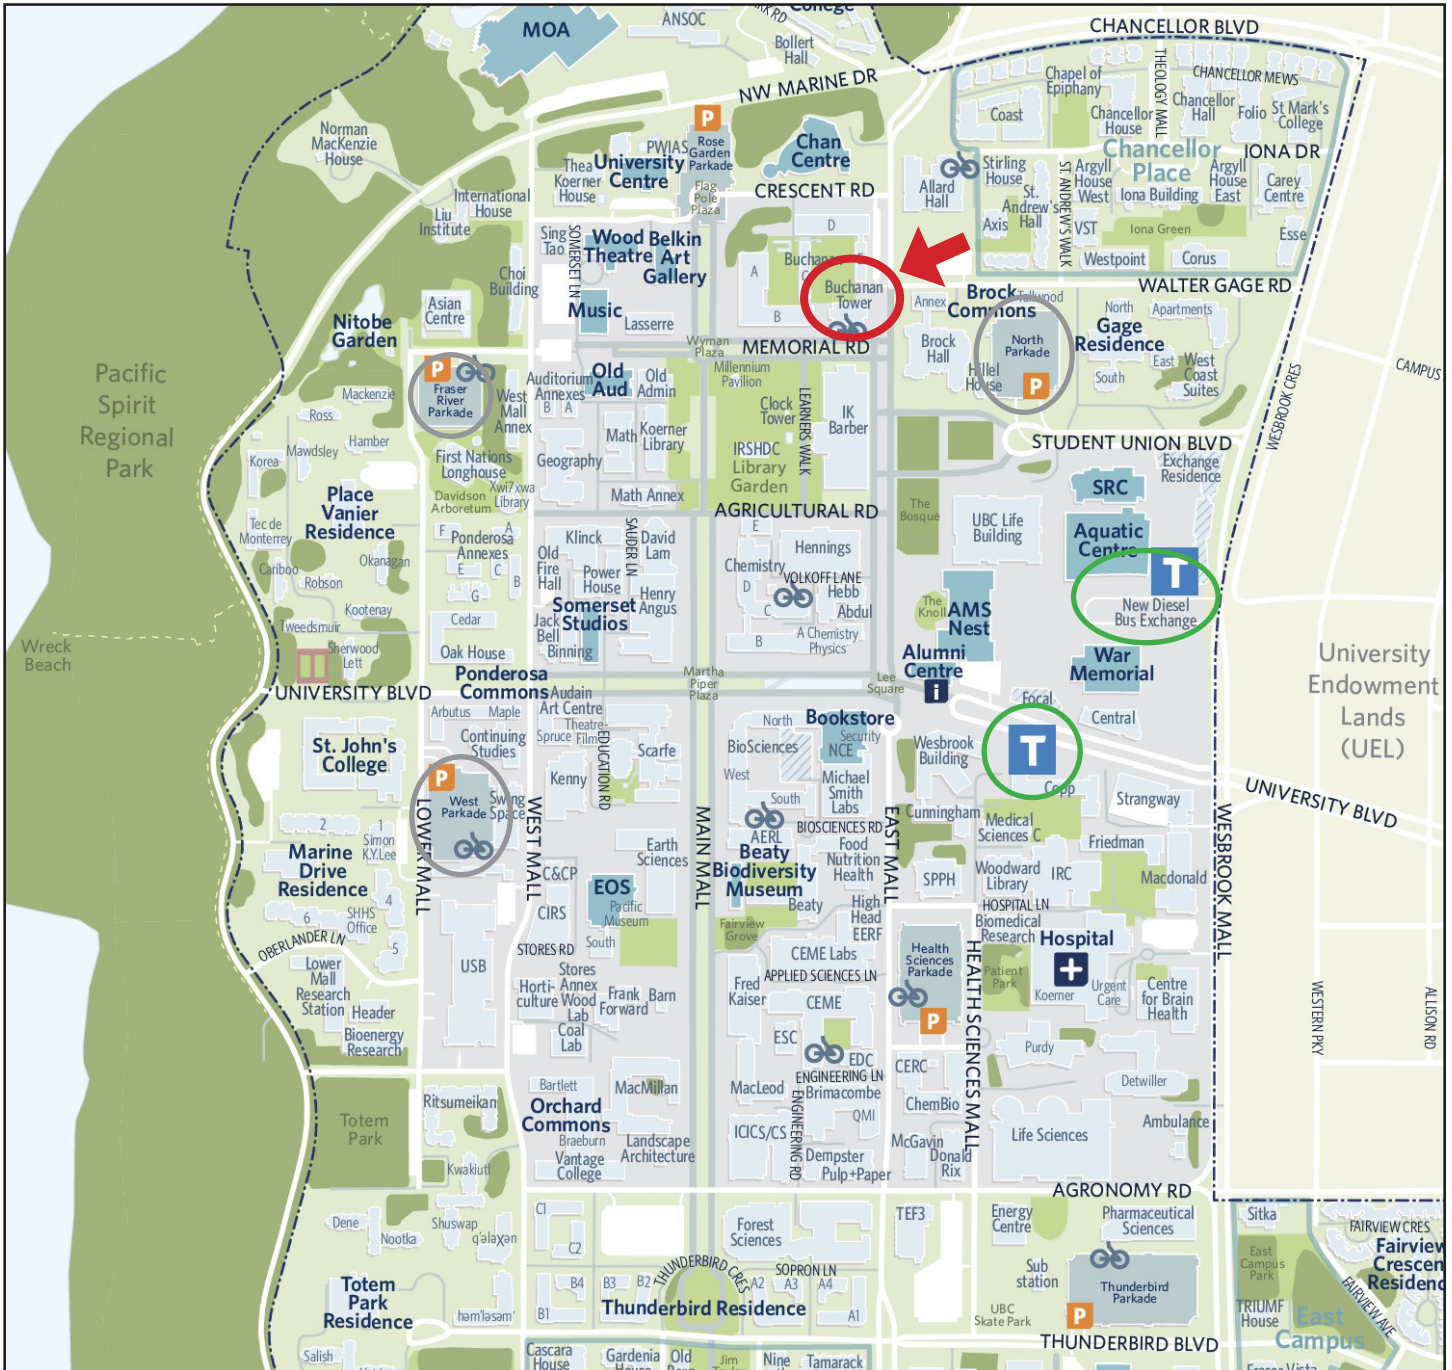 College
PARK RD
ANSOC
MOA
Bollert
Hall
CHANCELLOR BLVD
NW MARINE DR
Chapel of
Epiphany
THEOLOGY MALL
CHANCELLOR MEWS
Coast
Chancellor
House
Chancellor
Hall
Folio
St Mark's
College
Norman
MacKenzie
House
P
Rose
Garden
Parkade
PWIAS
University
Centre
Thea
Koerner
House
Chan
Centre
Chancellor
Place
IONA DR
Allard
Hall
Stirling
House
St.
Andrew's
Hall
ST. ANDREW'S WALK
Argyll
House
West
Iona Building
Argyll
House
East
Carey
Centre
CRESCENT RD
Flag
Pole
Plaza
International
House
Liu
Institute
Sing
Tao
SOMERSET LN
Wood
Theatre
Belkin
Art
Gallery
D
Axis
VST
Iona Green
Esse
Westpoint
Corus
Choi
Building
A
Buchanan
C
B
Buchanan
Tower
WALTER GAGE RD
Asian
Centre
Music
Lasserre
Annex
Brock
Commons
Tallwood
North
Apartments
Nitobe
Garden
Wyman
Plaza
MEMORIAL RD
Brock
Hall
North
Parkade
P
Hillel
House
Gage
Residence
East
South
West
Coast
Suites
CAMPUS
Pacific
Spirit
Regional
Park
P
Fraser
River
Parkade
Auditorium
Annexes
B
A
Old
Aud
Old
Admin
Millennium
Pavilion
Mackenzie
West
Mall
Annex
Clock
Tower
LEARNERS WALK
IK
Barber
WESBROOK CRES
Ross
Hamber
Mawdsley
Korea
Math
Koerner
Library
IRSHDC
Library
Garden
STUDENT UNION BLVD
Exchange
Residence
First Nations
Longhouse
Geography
Davidson
Arboretum
Xwi7xwa
Library
Math Annex
SRC
Place
Vanier
Residence
AGRICULTURAL RD
The
Bosque
UBC Life
Building
Aquatic
Centre
Tec de
Monterrey
F
A
Ponderosa
Annexes
E
C
B
G
Klinck
SAUDER LN
David
Lam
E
Hennings
Old
Fire
Hall
Power
House
Henry
Angus
Chemistry
VOLKOFF LANE
D
C
B
Hebb
Abdul
T
New Diesel
Bus Exchange
Okanagan
Cariboo
Robson
Kootenay
Tweedsmuir
Cedar
Somerset
Studios
Jack
Bell
Binning
A Chemistry
Physics
The
Knoll
AMS
Nest
Wreck
Beach
Sherwood
Lett
Oak House
Alumni
Centre
i
War
Memorial
University
Endowment
Lands
(UEL)
UNIVERSITY BLVD
Ponderosa
Commons
Martha
Piper
Plaza
Lee
Square
Arbutus
Maple
Audain
Art Centre
Focal
Central
St. John's
College
Continuing
Studies
Spruce
Theatre-
Film
EDUCATION RD
Scarfe
North
BioSciences
West
South
Bookstore
Security
NCE
Wesbrook
Building
T
Copp
P
West
Parkade
Swing
Space
Kenny
Michael
Smith
Labs
Strangway
UNIVERSITY BLVD
LOWER MALL
WEST MALL
MAIN MALL
EAST MALL
WESBROOK MALL
2
1
Simon
K.Y.Lee
AERL
BIOSCIENCES RD
Cunningham
Medical
Sciences C
Friedman
Marine
Drive
Residence
Earth
Sciences
Beaty
Biodiversity
Museum
Food
Nutrition
Health
C&CP
SPPH
Woodward
Library
IRC
Macdonald
4
6
SHHS
Office
5
EOS
Pacific
Museum
CIRS
Beaty
High
Head
EERF
HOSPITAL LN
Biomedical
Research
OBERLANDER LN
STORES RD
South
Fairview
Grove
Hospital
Koerner
Urgent
Care
Lower
Mall
Research
Station
Header
USB
CEME Labs
Health
Sciences
Parkade
P
Patient
Park
HEALTH SCIENCES MALL
Centre
for Brain
Health
APPLIED SCIENCES LN
Horti-
culture
Stores
Annex
Wood
Lab
Coal
Lab
Frank
Forward
Barn
Fred
Kaiser
CEME
WESTERN PKY
ALLISON RD
Bioenergy
Research
ESC
EDC
Purdy
Detwiller
MacMillan
MacLeod
ENGINEERING LN
Brimacombe
CERC
Bartlett
Orchard
Commons
Ritsumeikan
Totem
Park
ICICS/CS
ENGINEERING RD
QMI
ChemBio
Life Sciences
Ambulance
Braeburn
Vantage
College
Landscape
Architecture
Dempster
Pulp+Paper
McGavin
Donald
Rix
Kwakiutl
AGRONOMY RD
Dene
Nootka
Shuswap
q'ələχən
C1
C2
Forest
Sciences
TEF3
Energy
Centre
Pharmaceutical
Sciences
Sitka
FAIRVIEW CRES
Fairview
Crescent
Residence
Sub
station
East
Campus
Park
FAIRVIEW AVE
Totem
Park
Residence
həm'ləsəm'
B4
B3
B2
B1
THUNDERBIRD CRES
SOPRON LN
A2
A3
A4
A1
Thunderbird Residence
UBC
Skate Park
P
Thunderbird
Parkade
TRIUMF
House
East
Campus
THUNDERBIRD BLVD
Salish
Cascara
House
Gardenia
House
Old
Barn
Jim
Taylor
Nine
Tamarack
House
Fraser Vista